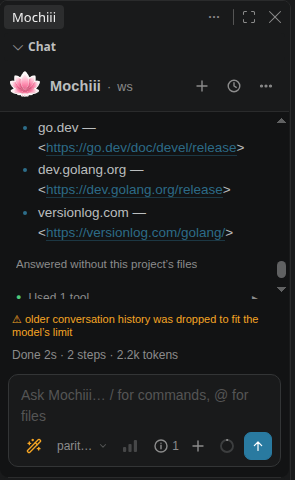 Mochiii
Chat
Mochiii · ws
• go.dev —
<https://go.dev/doc/devel/release>
• dev.golang.org —
<https://dev.golang.org/release>
• versionlog.com —
<https://versionlog.com/golang/>
Answered without this project's files
Used 1 tool
⚠ older conversation history was dropped to fit the
model's limit
Done 2s · 2 steps · 2.2k tokens
Ask Mochiii… / for commands, @ for
files
parit… 1